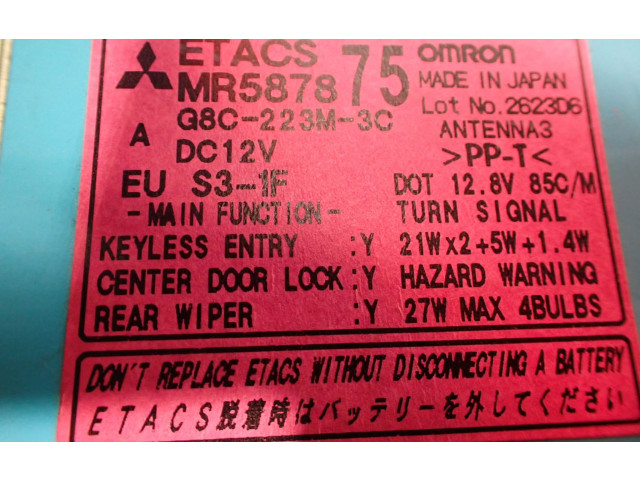 ETACS 75 OMRON
MR587875 MADE IN JAPAN
G8C-223M-3C Lot No.2623D6
A ANTENNA3
DC12V >PP-T<
EU S3-1F DOT 12.8V 85C/M
-MAIN FUNCTION- TURN SIGNAL
KEYLESS ENTRY :Y 21Wx2+5W+1.4W
CENTER DOOR LOCK:Y HAZARD WARNING
REAR WIPER :Y 27W MAX 4BULBS
DON'T REPLACE ETACS WITHOUT DISCONNECTING A BATTERY
ETACS脱着時はバッテリーを外してください